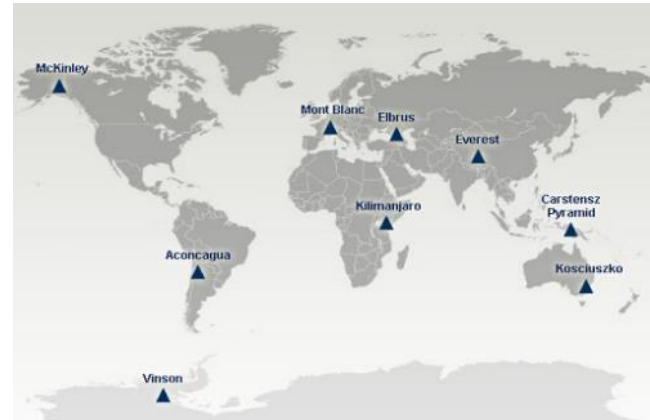 McKinley
Mont Blanc
Elbrus
Everest
Kilimanjaro
Carstensz
Pyramid
Aconcagua
Kosciuszko
Vinson